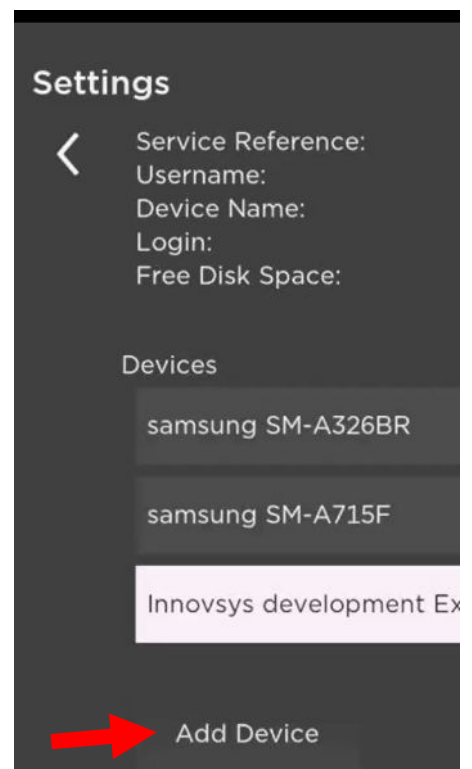 Settings
Service Reference:
Username:
Device Name:
Login:
Free Disk Space:
Devices
samsung SM-A326BR
samsung SM-A715F
Innovsys development Ex
Add Device